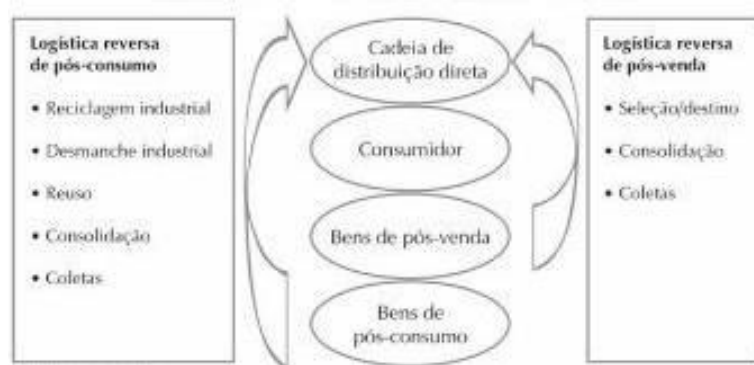 Logística reversa
de pós-consumo
• Reciclagem industrial
• Desmanche industrial
• Reuso
• Consolidação
• Coletas
Cadeia de
distribuição direta
Consumidor
Bens de pós-venda
Bens de
pós-consumo
Logística reversa
de pós-venda
• Seleção/destino
• Consolidação
• Coletas